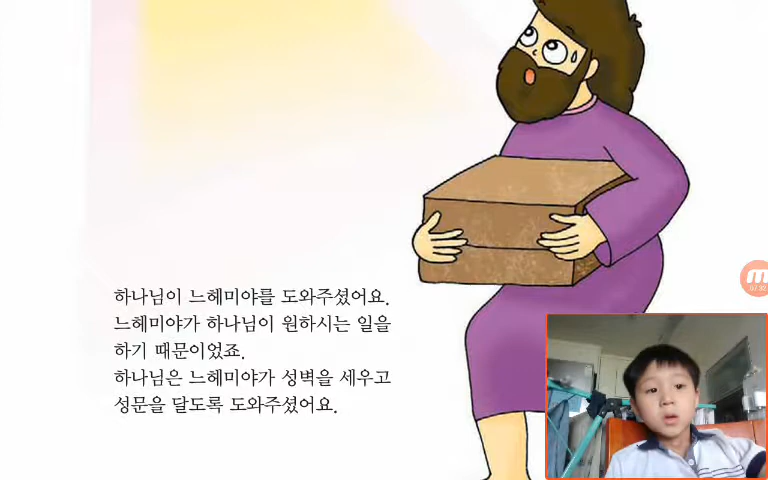 하나님이 느헤미야를 도와주셨어요.
느헤미야가 하나님이 원하시는 일을
하기 때문이었죠.
하나님은 느헤미야가 성벽을 세우고
성문을 달도록 도와주셨어요.